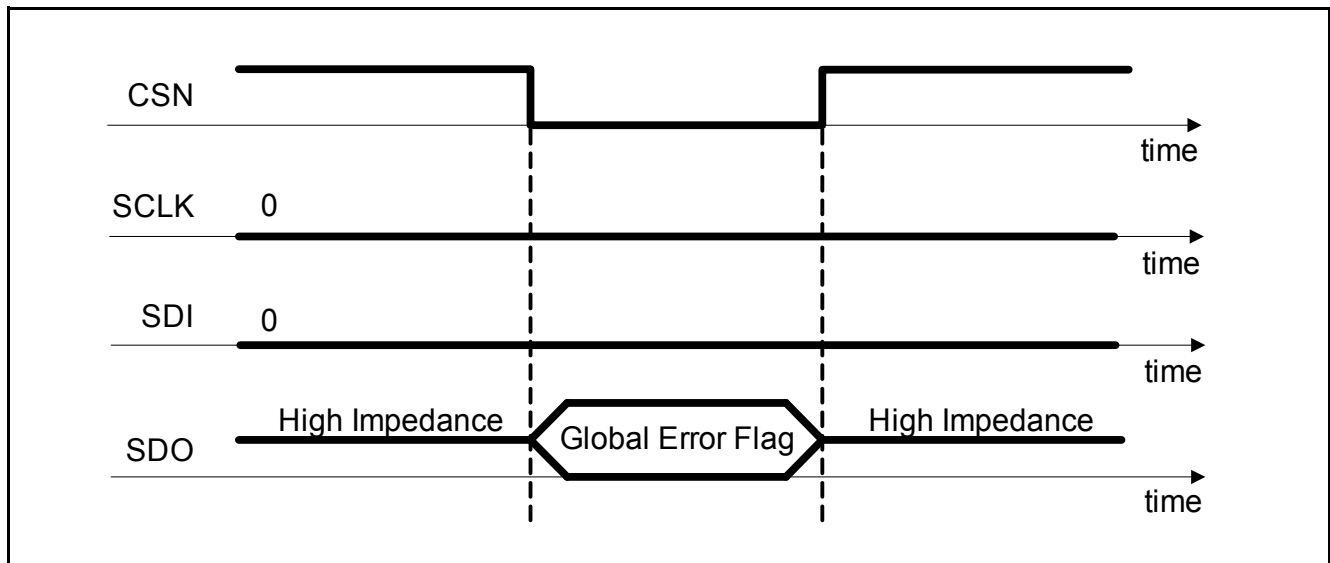 CSN
time
SCLK 0
time
SDI 0
time
High Impedance Global Error Flag High Impedance
SDO
time